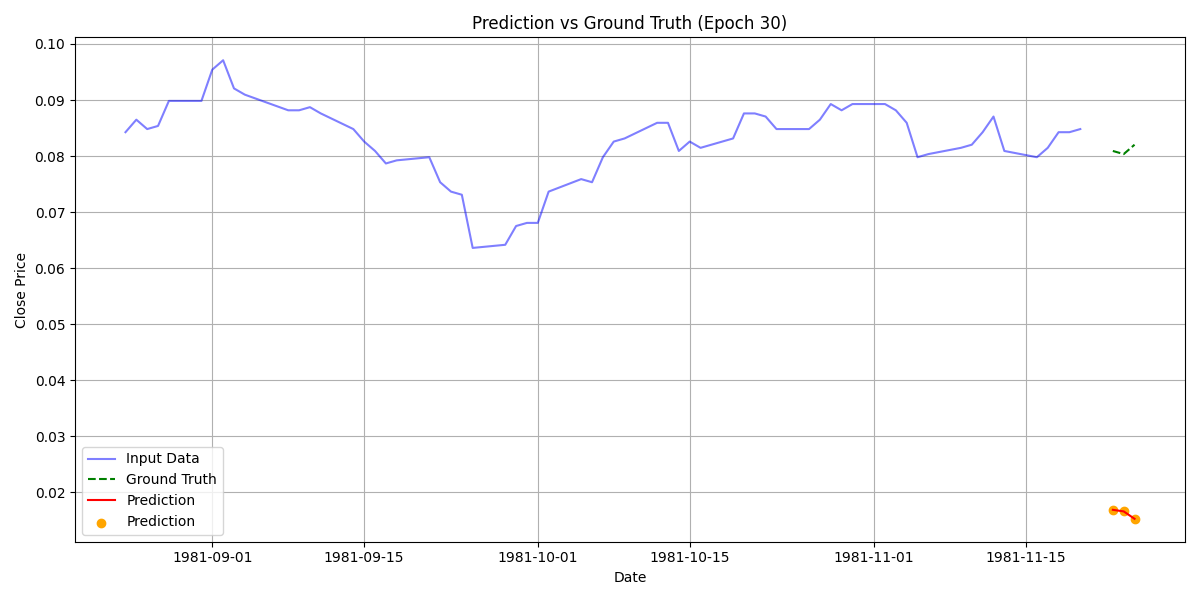 Prediction vs Ground Truth (Epoch 30)
Close Price
0.10
0.09
0.08
0.07
0.06
0.05
0.04
0.03
0.02
Input Data
Ground Truth
Prediction
Prediction
1981-09-01
1981-09-15
1981-10-01
1981-10-15
1981-11-01
1981-11-15
Date